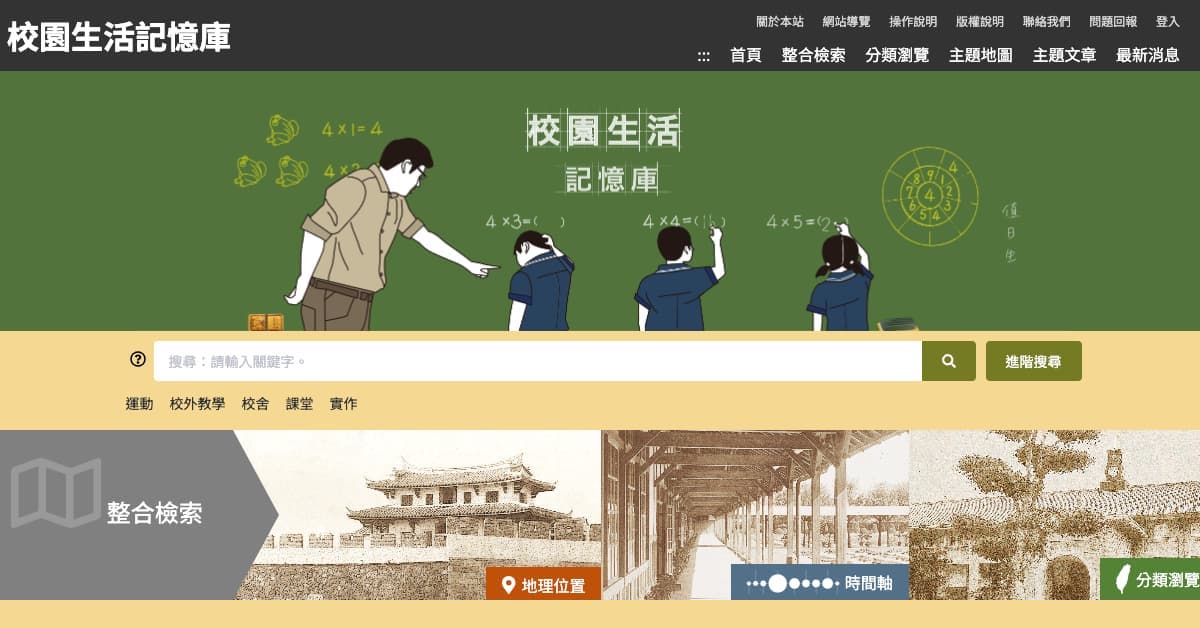 校園生活記憶庫
關於本站 網站導覽 操作說明 版權說明 聯絡我們 問題回報 登入
::: 首頁 整合檢索 分類瀏覽 主題地圖 主題文章 最新消息
校園生活
記憶庫
4×1=4
4×3=( )
4×4=(16)
4×5=(2
值日生
搜尋：請輸入關鍵字。
進階搜尋
運動 校外教學 校舍 課堂 實作
整合檢索
地理位置
時間軸
分類瀏覽